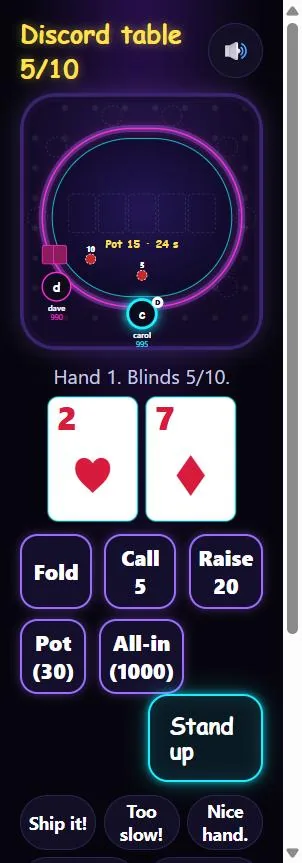 Discord table
5/10
Pot 15 · 24 s
10
5
d
dave
990
D
c
carol
995
Hand 1. Blinds 5/10.
2 7
Fold
Call
5
Raise
20
Pot
(30)
All-in
(1000)
Stand
up
Ship it!
Too
slow!
Nice
hand.